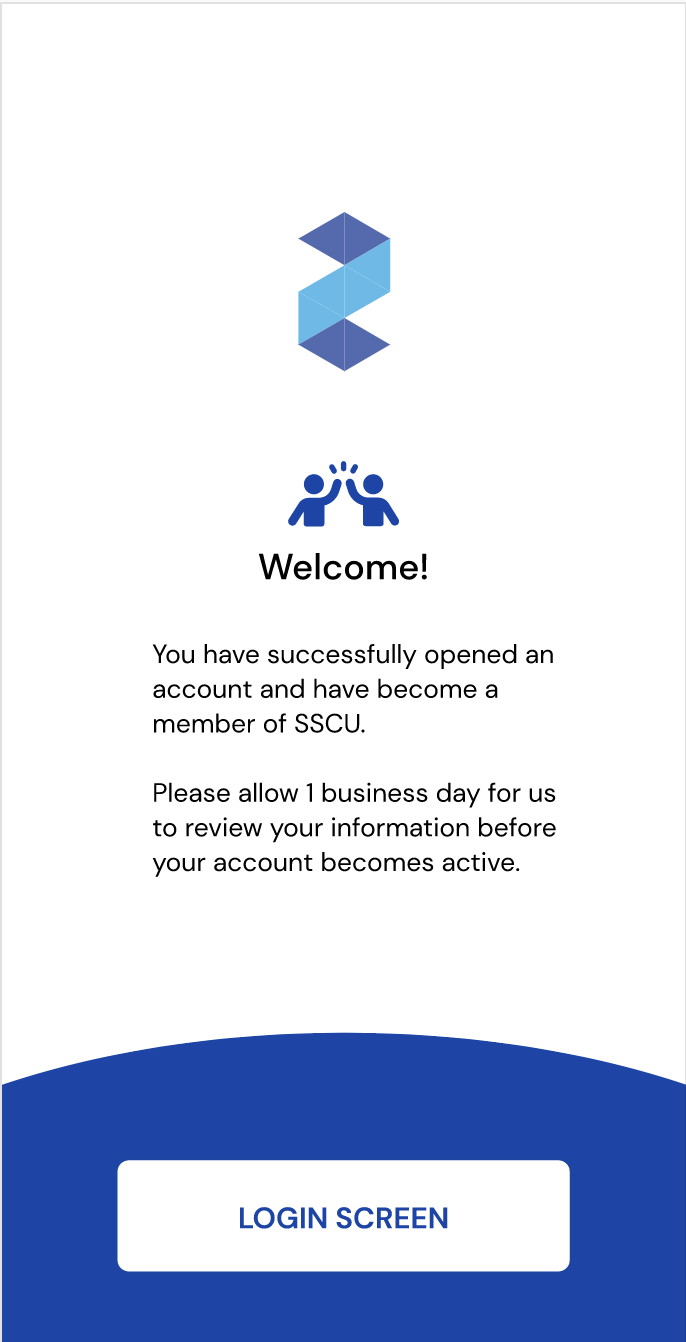 Welcome!
You have successfully opened an
account and have become a
member of SSCU.
Please allow 1 business day for us
to review your information before
your account becomes active.
LOGIN SCREEN